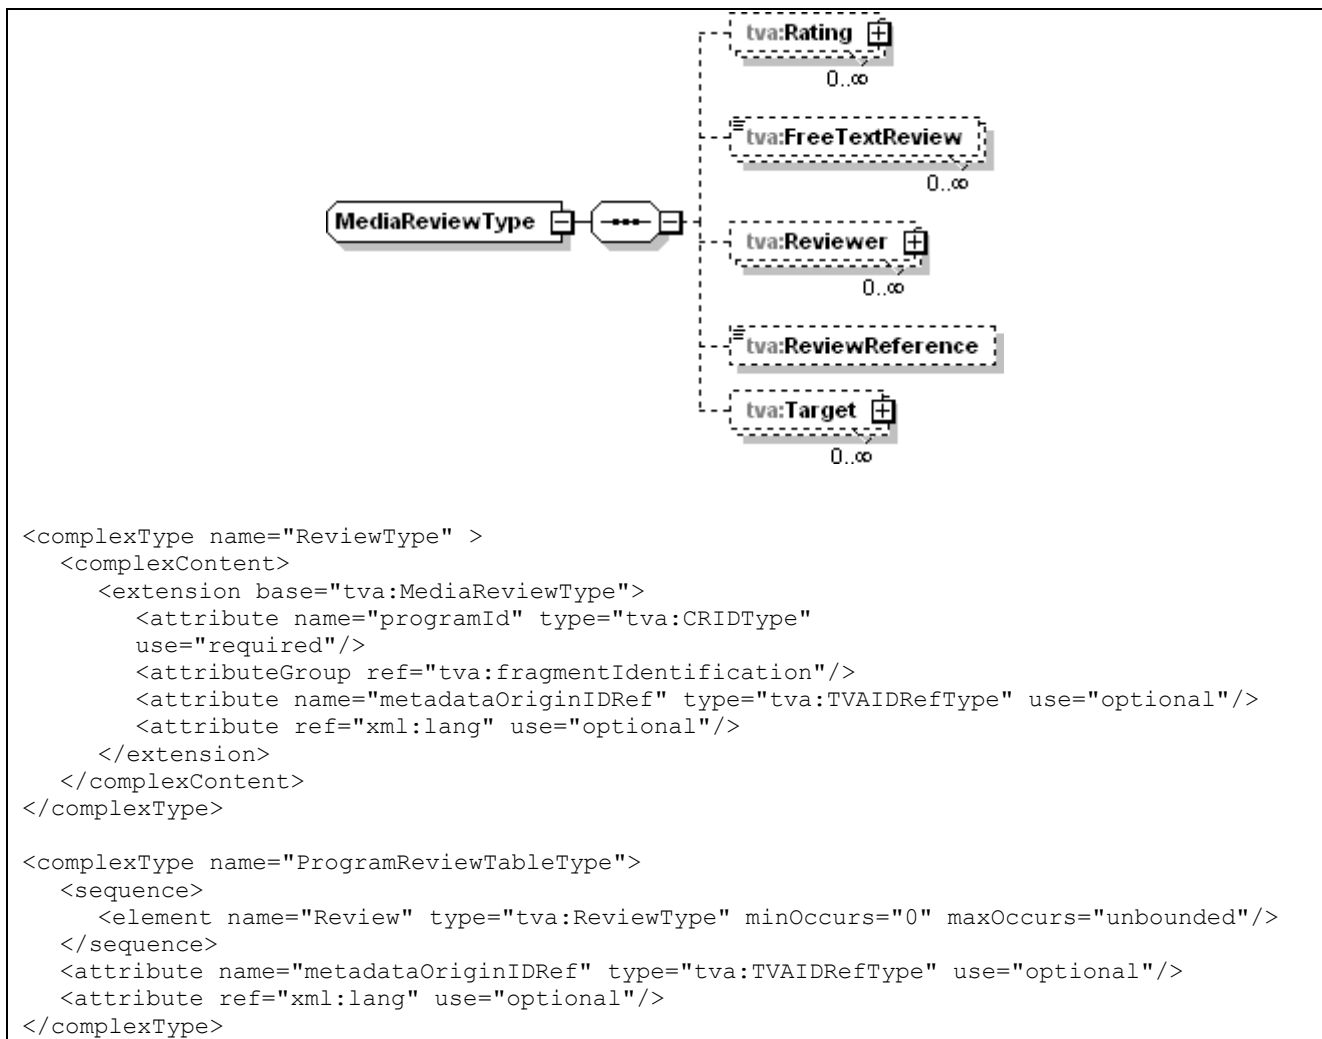 tva:Rating
0..∞
tva:FreeTextReview
0..∞
MediaReviewType
tva:Reviewer
0..∞
tva:ReviewReference
tva:Target
0..∞
<complexType name="ReviewType" >
<complexContent>
<extension base="tva:MediaReviewType">
<attribute name="programId" type="tva:CRIDType"
use="required"/>
<attributeGroup ref="tva:fragmentIdentification"/>
<attribute name="metadataOriginIDRef" type="tva:TVAIDRefType" use="optional"/>
<attribute ref="xml:lang" use="optional"/>
</extension>
</complexContent>
</complexType>
<complexType name="ProgramReviewTableType">
<sequence>
<element name="Review" type="tva:ReviewType" minOccurs="0" maxOccurs="unbounded"/>
</sequence>
<attribute name="metadataOriginIDRef" type="tva:TVAIDRefType" use="optional"/>
<attribute ref="xml:lang" use="optional"/>
</complexType>